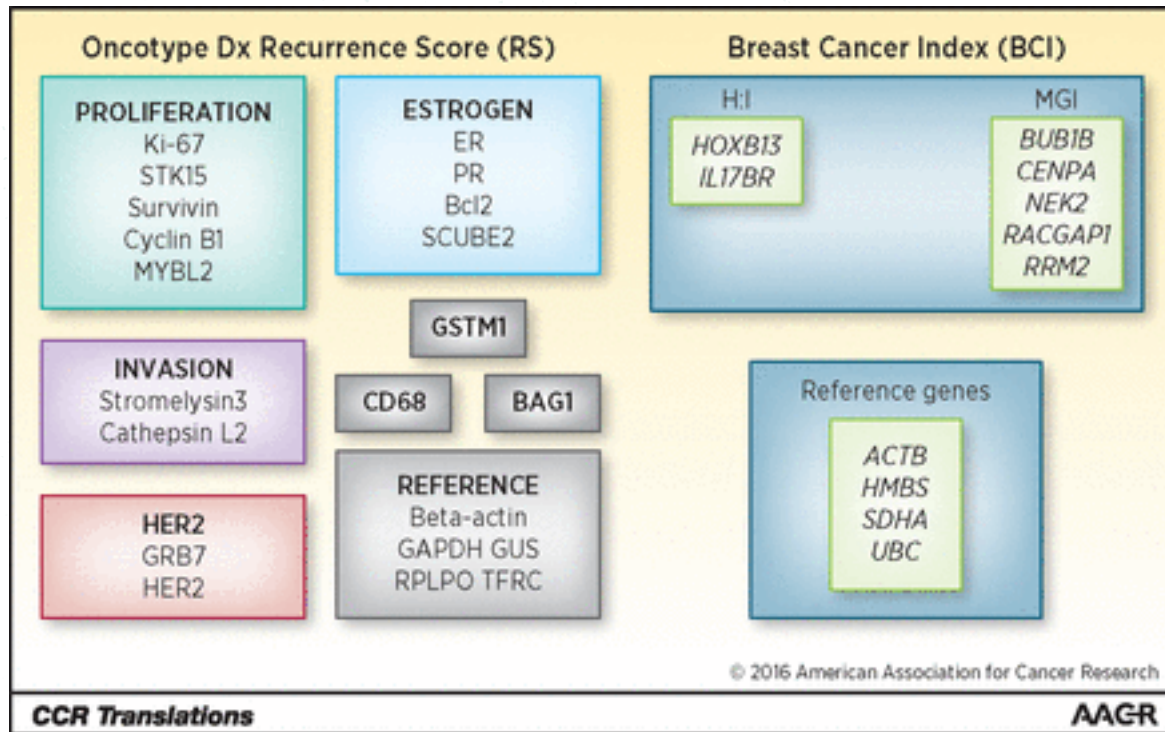 Oncotype Dx Recurrence Score (RS)
PROLIFERATION
Ki-67
STK15
Survivin
Cyclin B1
MYBL2
ESTROGEN
ER
PR
Bcl2
SCUBE2
GSTM1
CD68
BAG1
INVASION
Stromelysin3
Cathepsin L2
HER2
GRB7
HER2
REFERENCE
Beta-actin
GAPDH GUS
RPLPO TFRC
Breast Cancer Index (BCI)
H:I
HOXB13
IL17BR
MGI
BUB1B
CENPA
NEK2
RACGAP1
RRM2
Reference genes
ACTB
HMBS
SDHA
UBC
© 2016 American Association for Cancer Research
CCR Translations
AACR